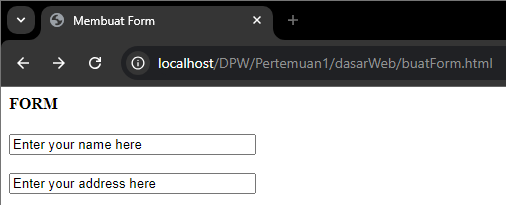 Membuat Form
localhost/DPW/Pertemuan1/dasarWeb/buatForm.html
FORM
Enter your name here
Enter your address here